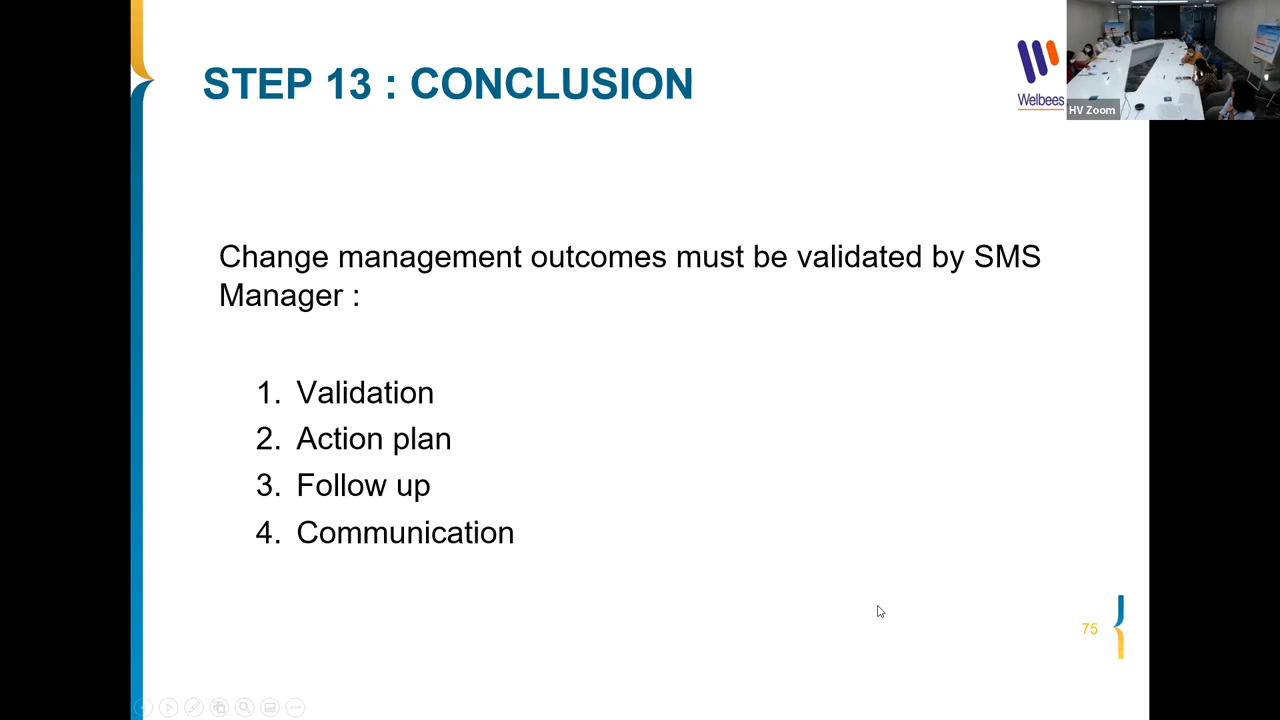 STEP 13 : CONCLUSION
Welbees
HV Zoom
Change management outcomes must be validated by SMS
Manager :
1. Validation
2. Action plan
3. Follow up
4. Communication
75